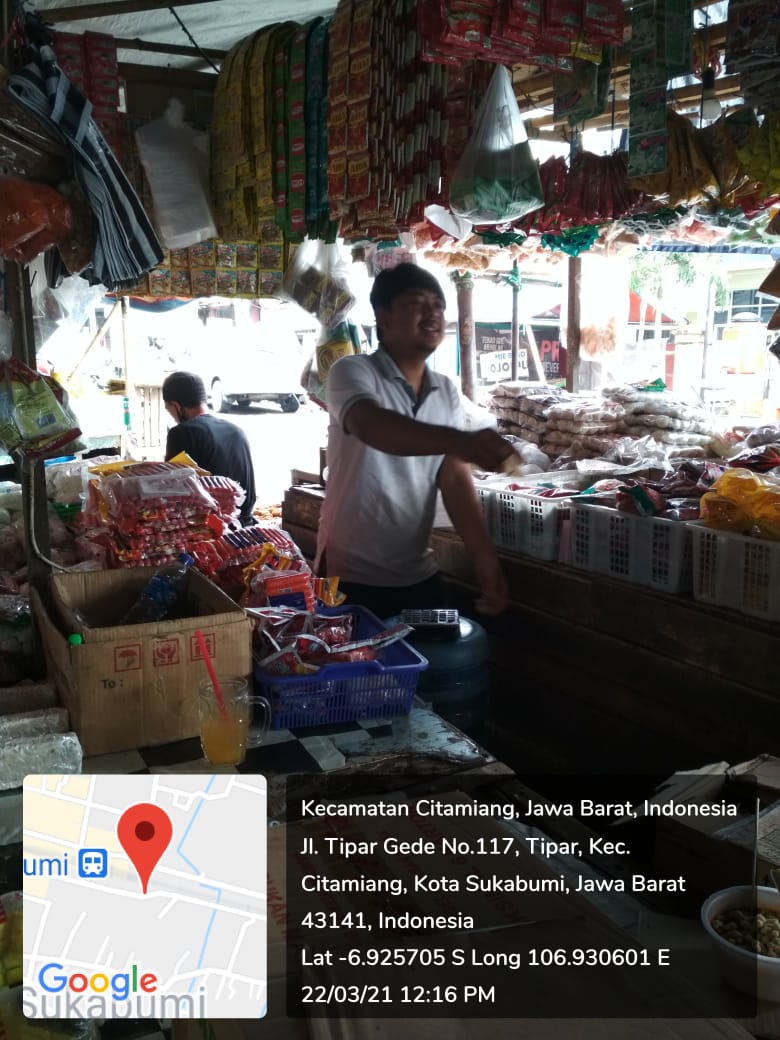 To :
umi
Google
Sukabumi
Kecamatan Citamiang, Jawa Barat, Indonesia
Jl. Tipar Gede No.117, Tipar, Kec.
Citamiang, Kota Sukabumi, Jawa Barat
43141, Indonesia
Lat -6.925705 S Long 106.930601 E
22/03/21 12:16 PM